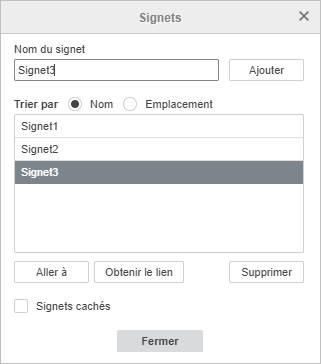 Signets
Nom du signet
Signet3
Ajouter
Trier par Nom Emplacement
Signet1
Signet2
Signet3
Aller à Obtenir le lien Supprimer
Signets cachés
Fermer